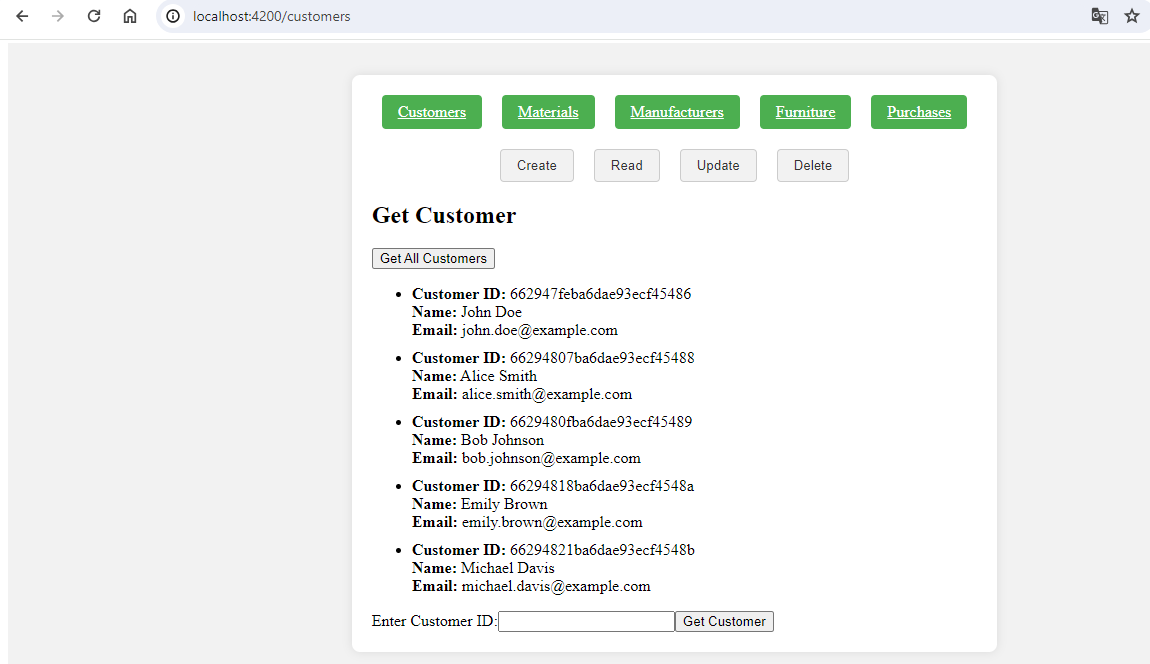 localhost:4200/customers
Customers Materials Manufacturers Furniture Purchases
Create Read Update Delete
Get Customer
Get All Customers
Customer ID: 662947feba6dae93ecf45486
Name: John Doe
Email: john.doe@example.com
Customer ID: 66294807ba6dae93ecf45488
Name: Alice Smith
Email: alice.smith@example.com
Customer ID: 6629480fba6dae93ecf45489
Name: Bob Johnson
Email: bob.johnson@example.com
Customer ID: 66294818ba6dae93ecf4548a
Name: Emily Brown
Email: emily.brown@example.com
Customer ID: 66294821ba6dae93ecf4548b
Name: Michael Davis
Email: michael.davis@example.com
Enter Customer ID: Get Customer